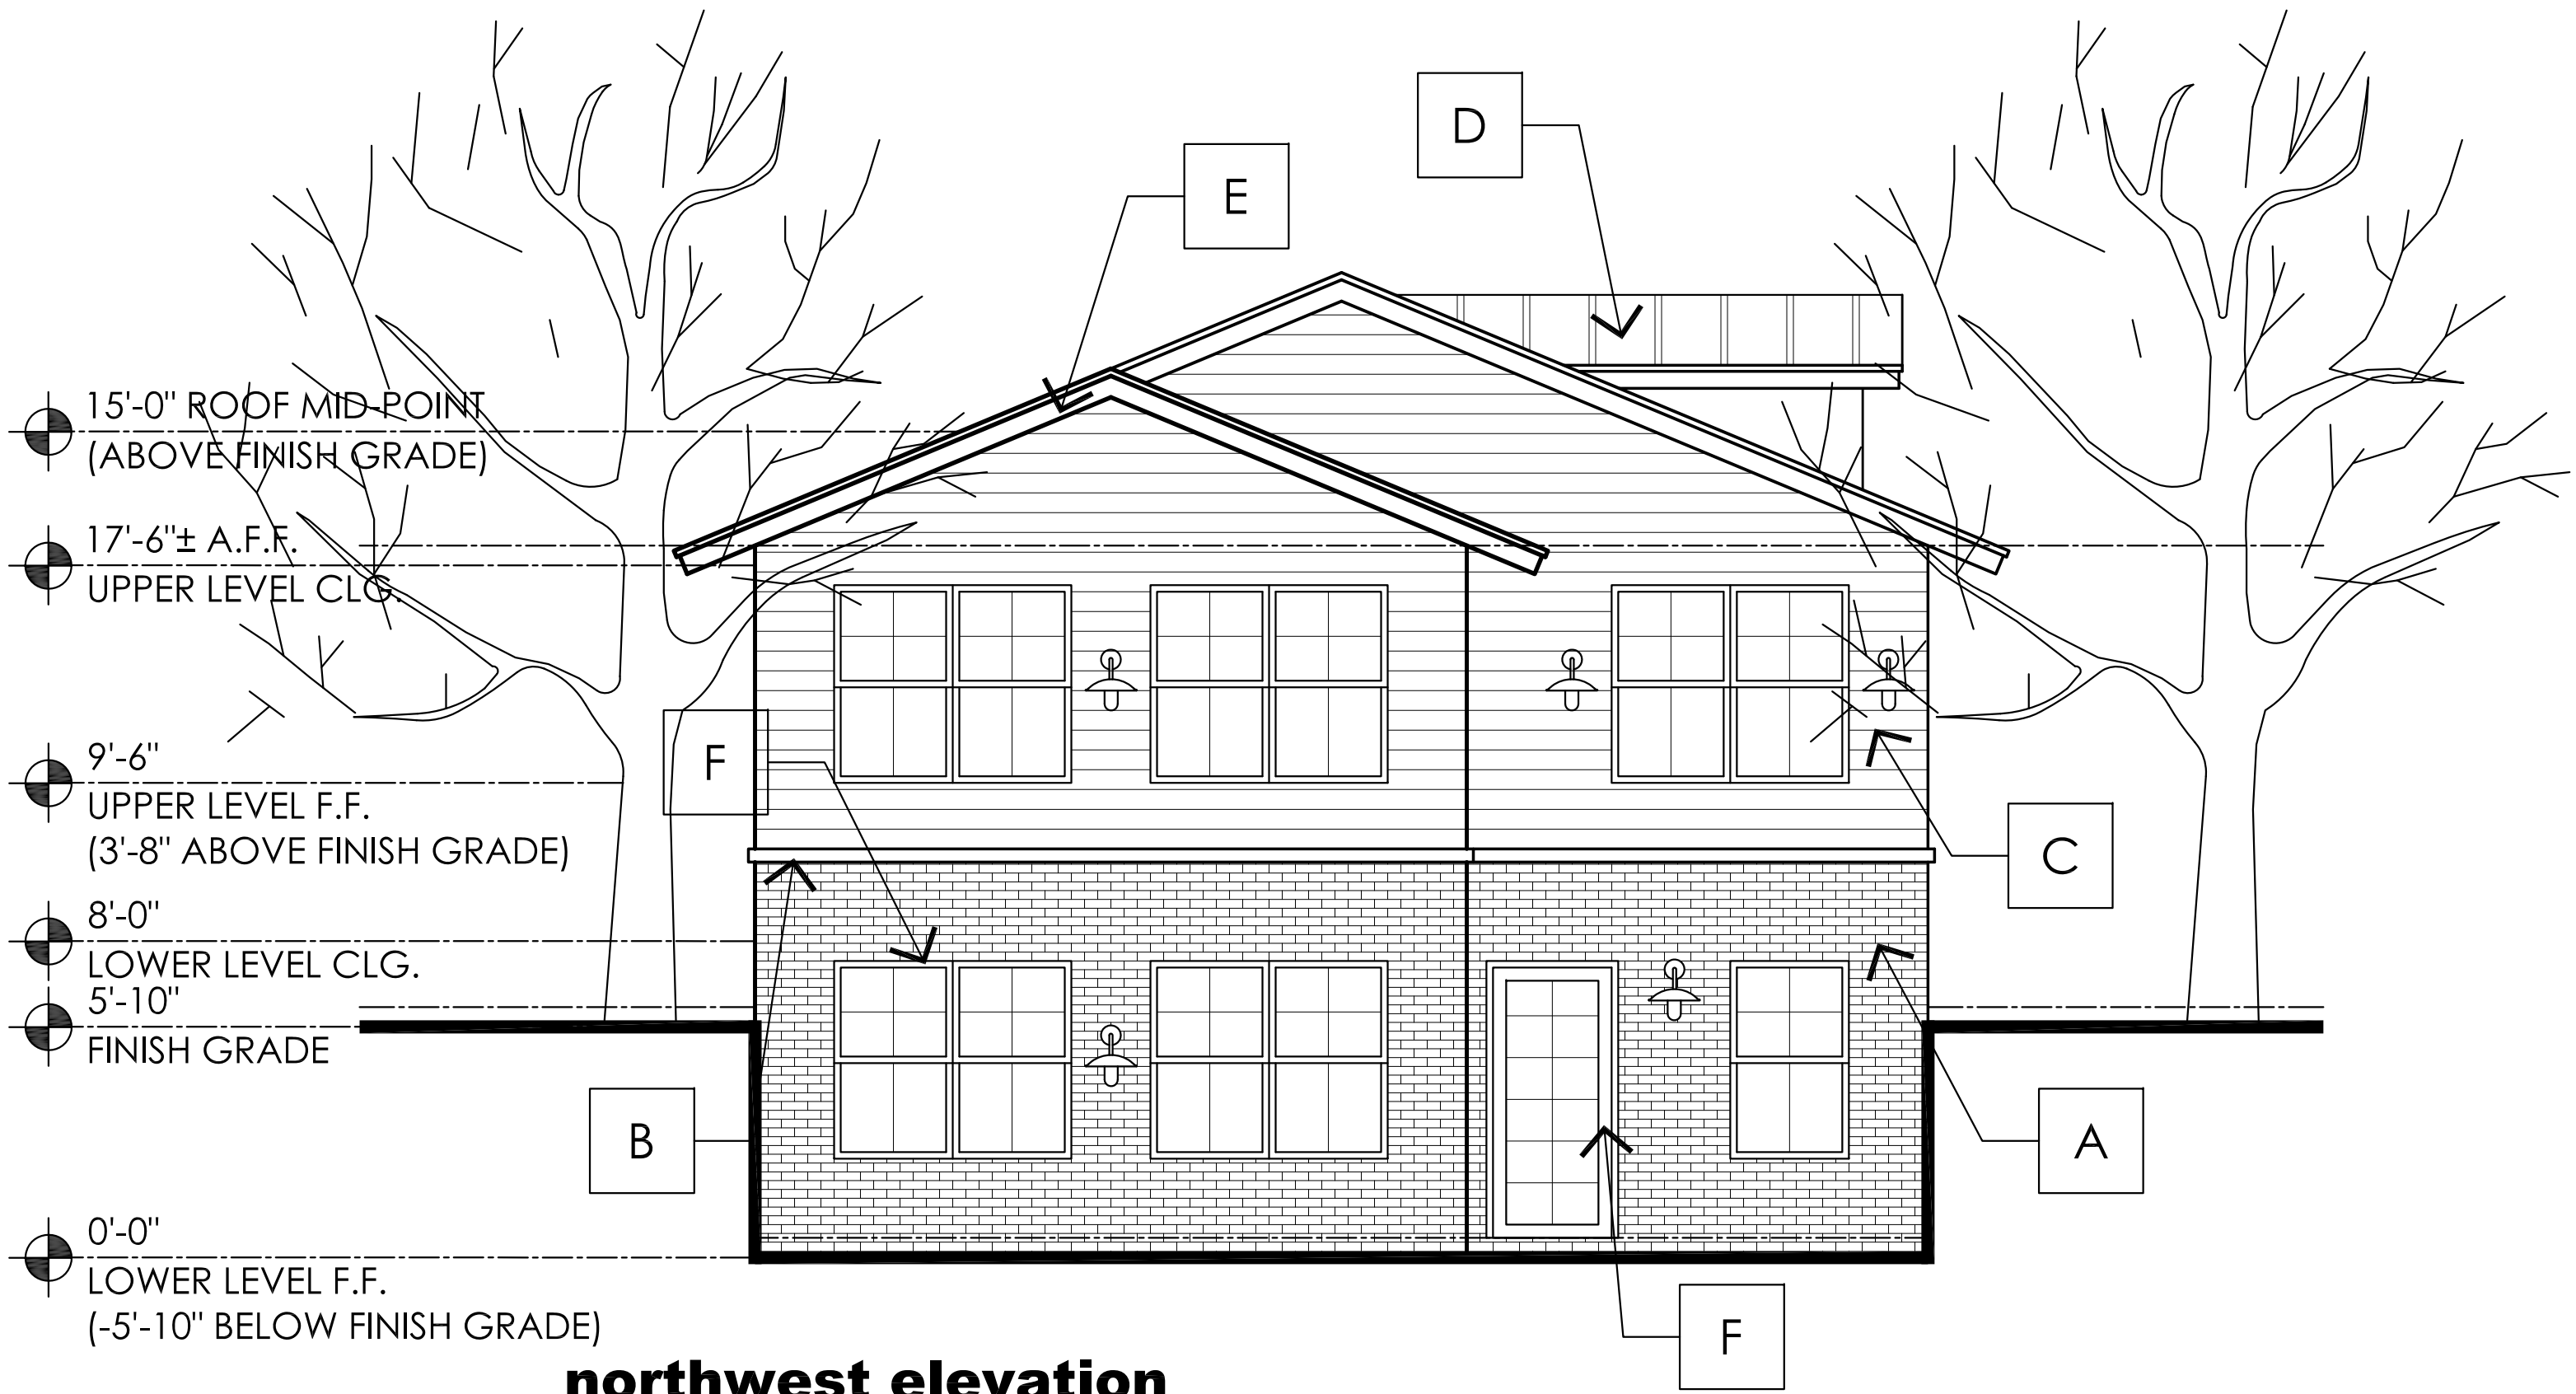 D
E
15'-0" ROOF MID-POINT
(ABOVE FINISH GRADE)
17'-6"± A.F.F.
UPPER LEVEL CLG.
F
9'-6"
UPPER LEVEL F.F.
(3'-8" ABOVE FINISH GRADE)
C
8'-0"
LOWER LEVEL CLG.
5'-10"
FINISH GRADE
B
A
0'-0"
LOWER LEVEL F.F.
(-5'-10" BELOW FINISH GRADE)
F
northwest elevation